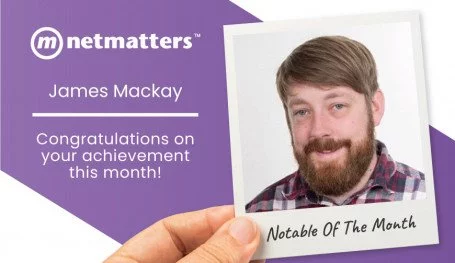 m netmatters™
James Mackay
Congratulations on
your achievement
this month!
Notable Of The Month